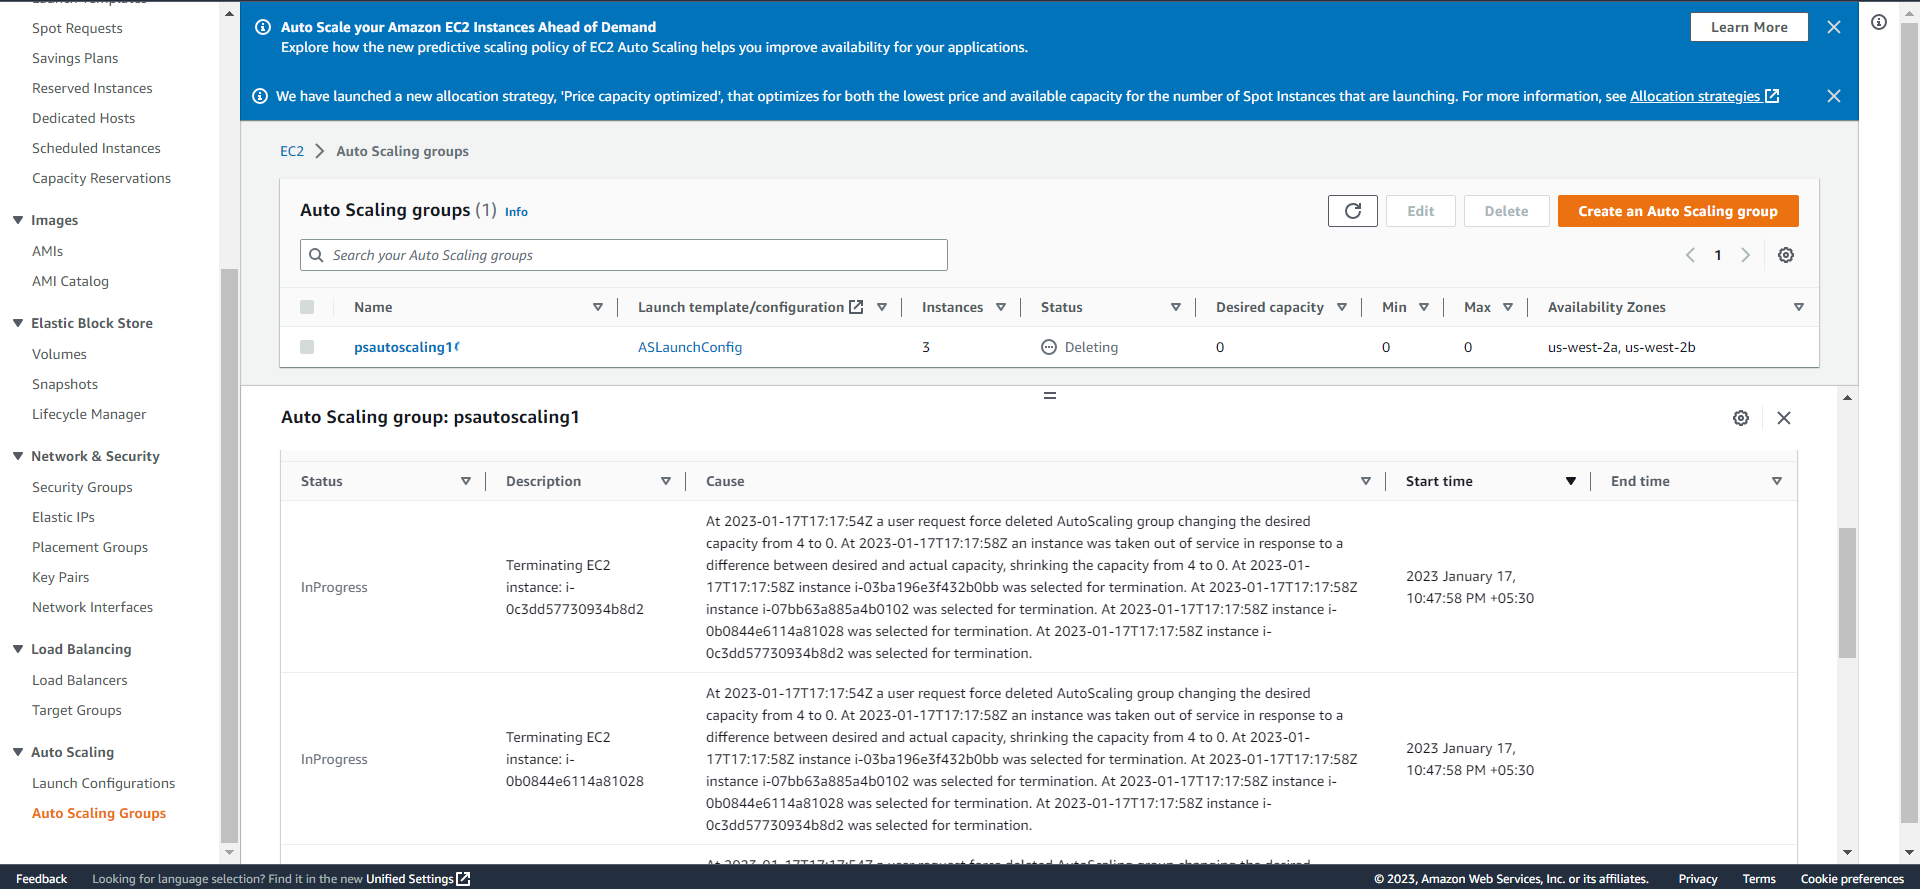 Spot Requests
Savings Plans
Reserved Instances
Dedicated Hosts
Scheduled Instances
Capacity Reservations
Images
AMIs
AMI Catalog
Elastic Block Store
Volumes
Snapshots
Lifecycle Manager
Network & Security
Security Groups
Elastic IPs
Placement Groups
Key Pairs
Network Interfaces
Load Balancing
Load Balancers
Target Groups
Auto Scaling
Launch Configurations
Auto Scaling Groups
Auto Scale your Amazon EC2 Instances Ahead of Demand
Explore how the new predictive scaling policy of EC2 Auto Scaling helps you improve availability for your applications.
Learn More
We have launched a new allocation strategy, 'Price capacity optimized', that optimizes for both the lowest price and available capacity for the number of Spot Instances that are launching. For more information, see Allocation strategies
EC2 > Auto Scaling groups
Auto Scaling groups (1) Info
Edit
Delete
Create an Auto Scaling group
Search your Auto Scaling groups
1
Name Launch template/configuration Instances Status Desired capacity Min Max Availability Zones
psautoscaling1 ASLaunchConfig 3 Deleting 0 0 0 us-west-2a, us-west-2b
Auto Scaling group: psautoscaling1
Status Description Cause Start time End time
InProgress
Terminating EC2
instance: i-
0c3dd57730934b8d2
At 2023-01-17T17:17:54Z a user request force deleted AutoScaling group changing the desired
capacity from 4 to 0. At 2023-01-17T17:17:58Z an instance was taken out of service in response to a
difference between desired and actual capacity, shrinking the capacity from 4 to 0. At 2023-01-
17T17:17:58Z instance i-03ba196e3f432b0bb was selected for termination. At 2023-01-17T17:17:58Z
instance i-07bb63a885a4b0102 was selected for termination. At 2023-01-17T17:17:58Z instance i-
0b0844e6114a81028 was selected for termination. At 2023-01-17T17:17:58Z instance i-
0c3dd57730934b8d2 was selected for termination.
2023 January 17,
10:47:58 PM +05:30
InProgress
Terminating EC2
instance: i-
0b0844e6114a81028
At 2023-01-17T17:17:54Z a user request force deleted AutoScaling group changing the desired
capacity from 4 to 0. At 2023-01-17T17:17:58Z an instance was taken out of service in response to a
difference between desired and actual capacity, shrinking the capacity from 4 to 0. At 2023-01-
17T17:17:58Z instance i-03ba196e3f432b0bb was selected for termination. At 2023-01-17T17:17:58Z
instance i-07bb63a885a4b0102 was selected for termination. At 2023-01-17T17:17:58Z instance i-
0b0844e6114a81028 was selected for termination. At 2023-01-17T17:17:58Z instance i-
0c3dd57730934b8d2 was selected for termination.
2023 January 17,
10:47:58 PM +05:30
Feedback Looking for language selection? Find it in the new Unified Settings
© 2023, Amazon Web Services, Inc. or its affiliates. Privacy Terms Cookie preferences